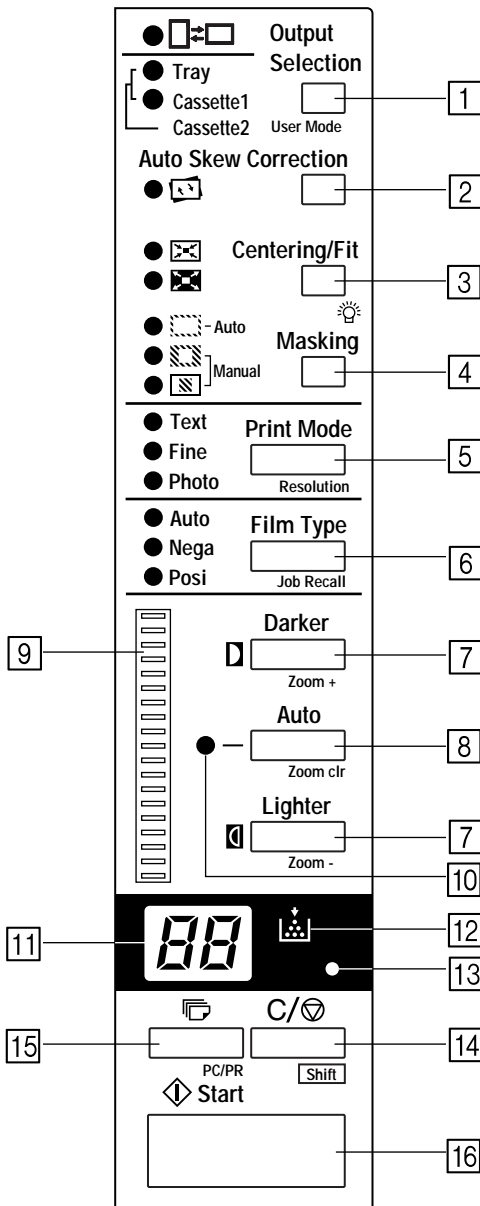 Output
Selection
Tray
Cassette1
Cassette2
User Mode
1
Auto Skew Correction
2
Centering/Fit
3
Auto
Masking
Manual
4
Text
Fine
Photo
Print Mode
Resolution
5
Auto
Nega
Posi
Film Type
Job Recall
6
9
Darker
Zoom +
7
Auto
Zoom clr
8
Lighter
Zoom -
7
10
11
88
12
13
C/
15
PC/PR
Shift
14
Start
16